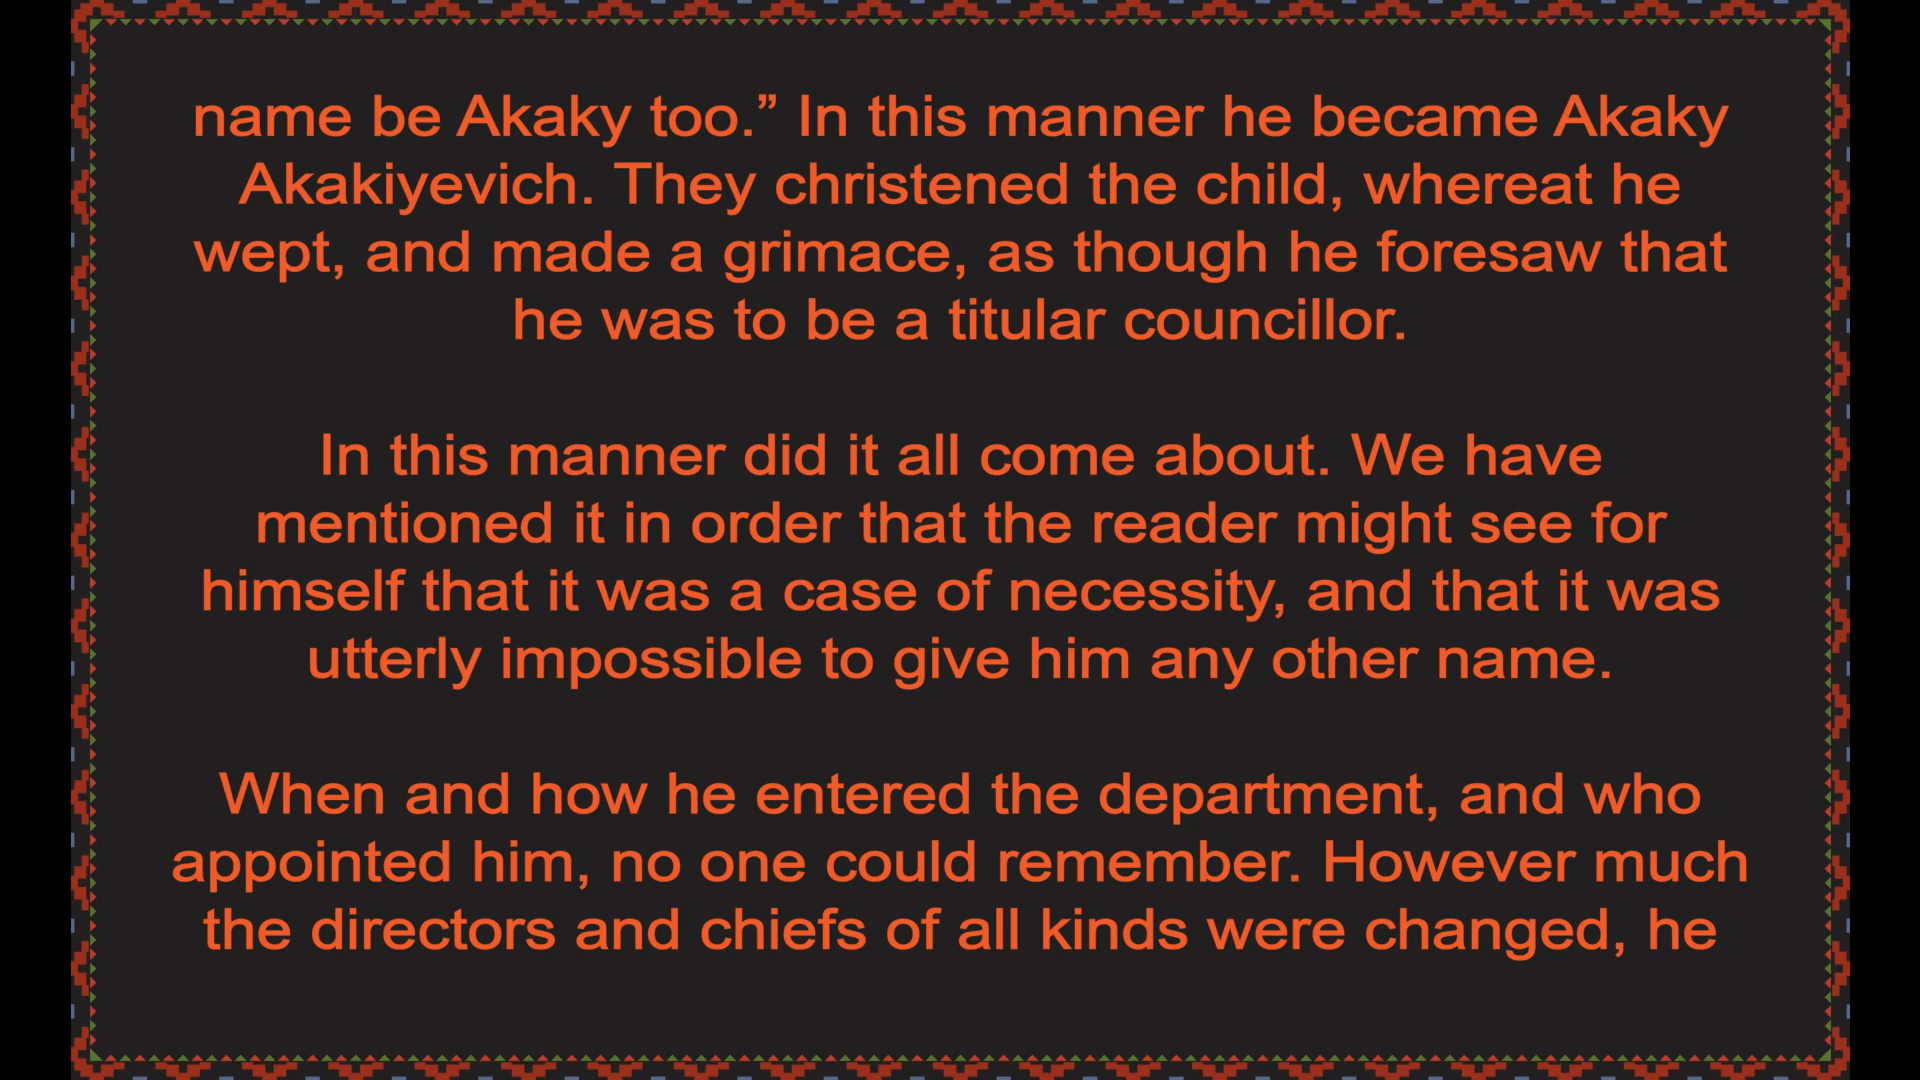 name be Akaky too.” In this manner he became Akaky
Akakiyevich. They christened the child, whereat he
wept, and made a grimace, as though he foresaw that
he was to be a titular councillor.
In this manner did it all come about. We have
mentioned it in order that the reader might see for
himself that it was a case of necessity, and that it was
utterly impossible to give him any other name.
When and how he entered the department, and who
appointed him, no one could remember. However much
the directors and chiefs of all kinds were changed, he